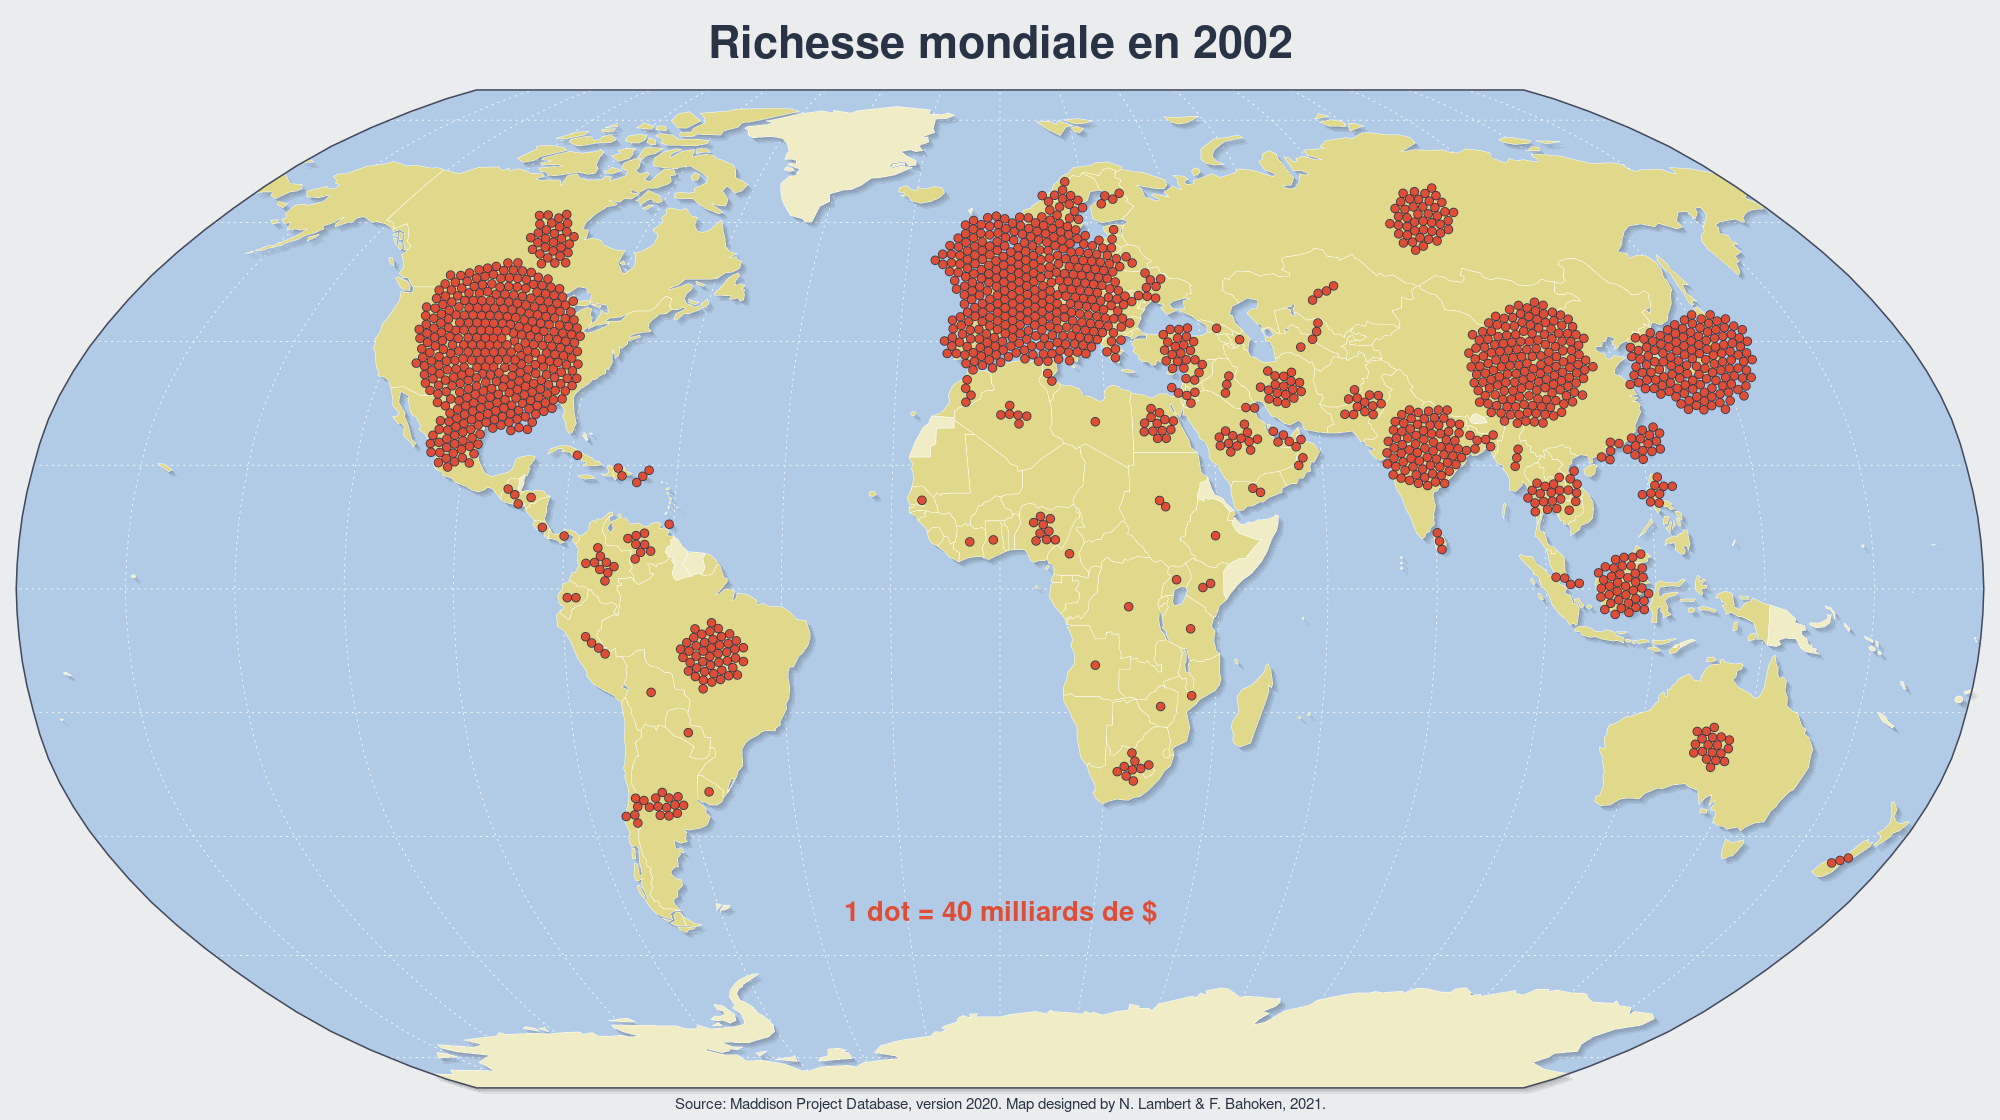 Richesse mondiale en 2002
1 dot = 40 milliards de $
Source: Maddison Project Database, version 2020. Map designed by N. Lambert & F. Bahoken, 2021.